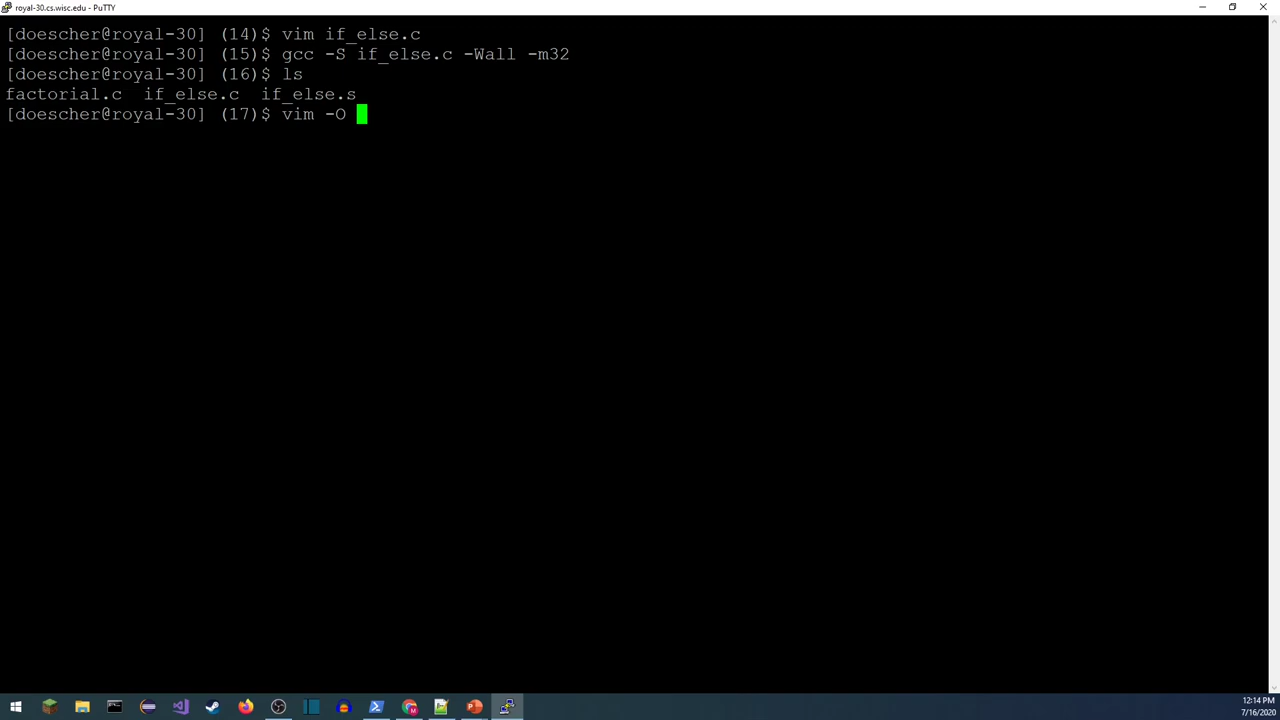 royal-30.cs.wisc.edu - PuTTY
[doescher@royal-30] (14)$ vim if_else.c
[doescher@royal-30] (15)$ gcc -S if_else.c -Wall -m32
[doescher@royal-30] (16)$ ls
factorial.c  if_else.c  if_else.s
[doescher@royal-30] (17)$ vim -O
12:14 PM
7/16/2020